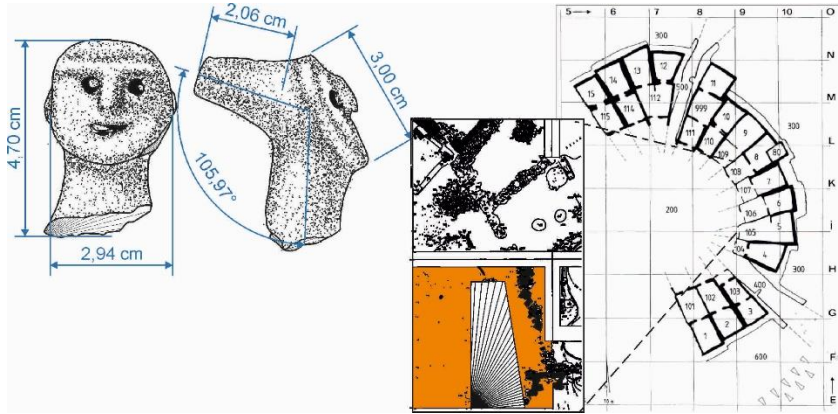 2,06 cm
3,00 cm
4,70 cm
105,97°
2,94 cm
5 6 7 8 9 10 O
N
M
L
K
İ
H
G
F
E
300
15 14 13 12
500
11
115 114 112
999
10
111 110 109
9
300
8 80
108
7
107
6
106
200
5
105
104 4
300
400
103
102
101
3
2
1
600